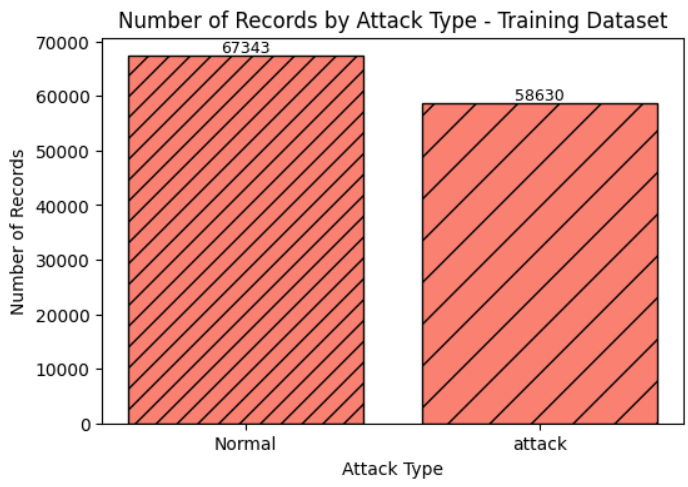 Number of Records by Attack Type - Training Dataset
70000
60000
50000
40000
30000
20000
10000
0
Number of Records
67343
58630
Normal
attack
Attack Type